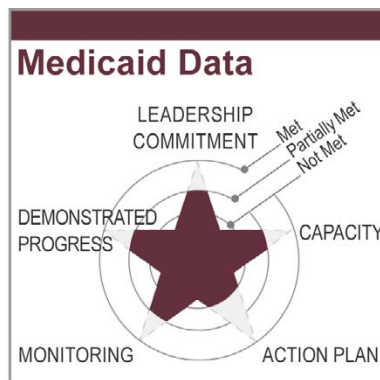 Medicaid Data
LEADERSHIP
COMMITMENT
Met
Partially Met
Not Met
DEMONSTRATED
PROGRESS
CAPACITY
MONITORING
ACTION PLAN